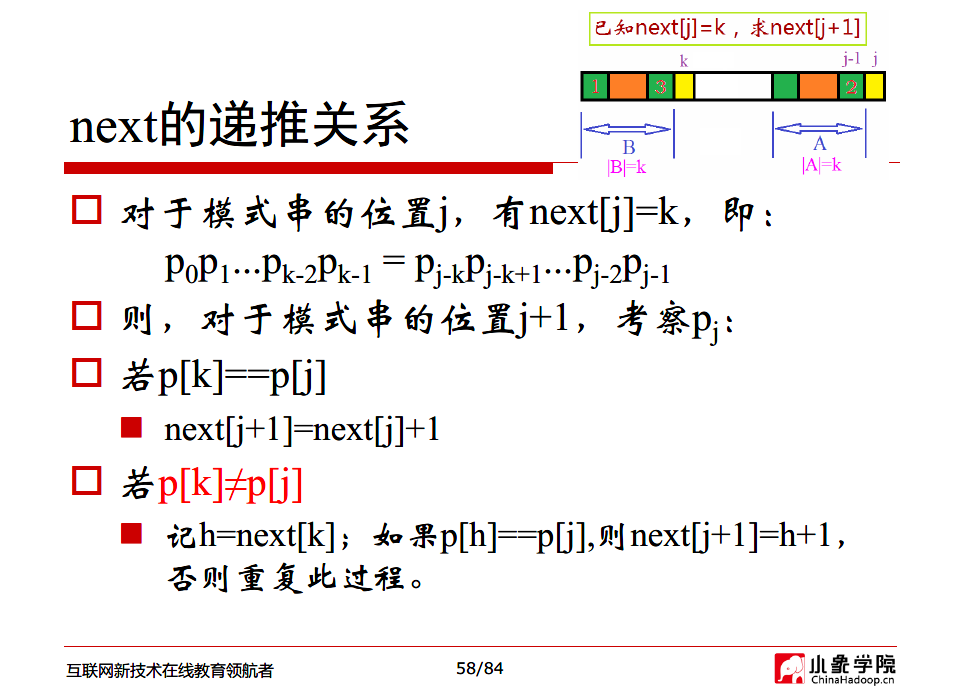 已知next[j]=k，求next[j+1]
k
j-1 j
1 3 2
B
A
|B|=k
|A|=k
next的递推关系
对于模式串的位置j，有next[j]=k，即：
p0p1...pk-2pk-1 = pj-kpj-k+1...pj-2pj-1
则，对于模式串的位置j+1，考察pj：
若p[k]==p[j]
next[j+1]=next[j]+1
若p[k]≠p[j]
记h=next[k]；如果p[h]==p[j],则next[j+1]=h+1，
否则重复此过程。
互联网新技术在线教育领航者
58/84
小象学院
ChinaHadoop.cn